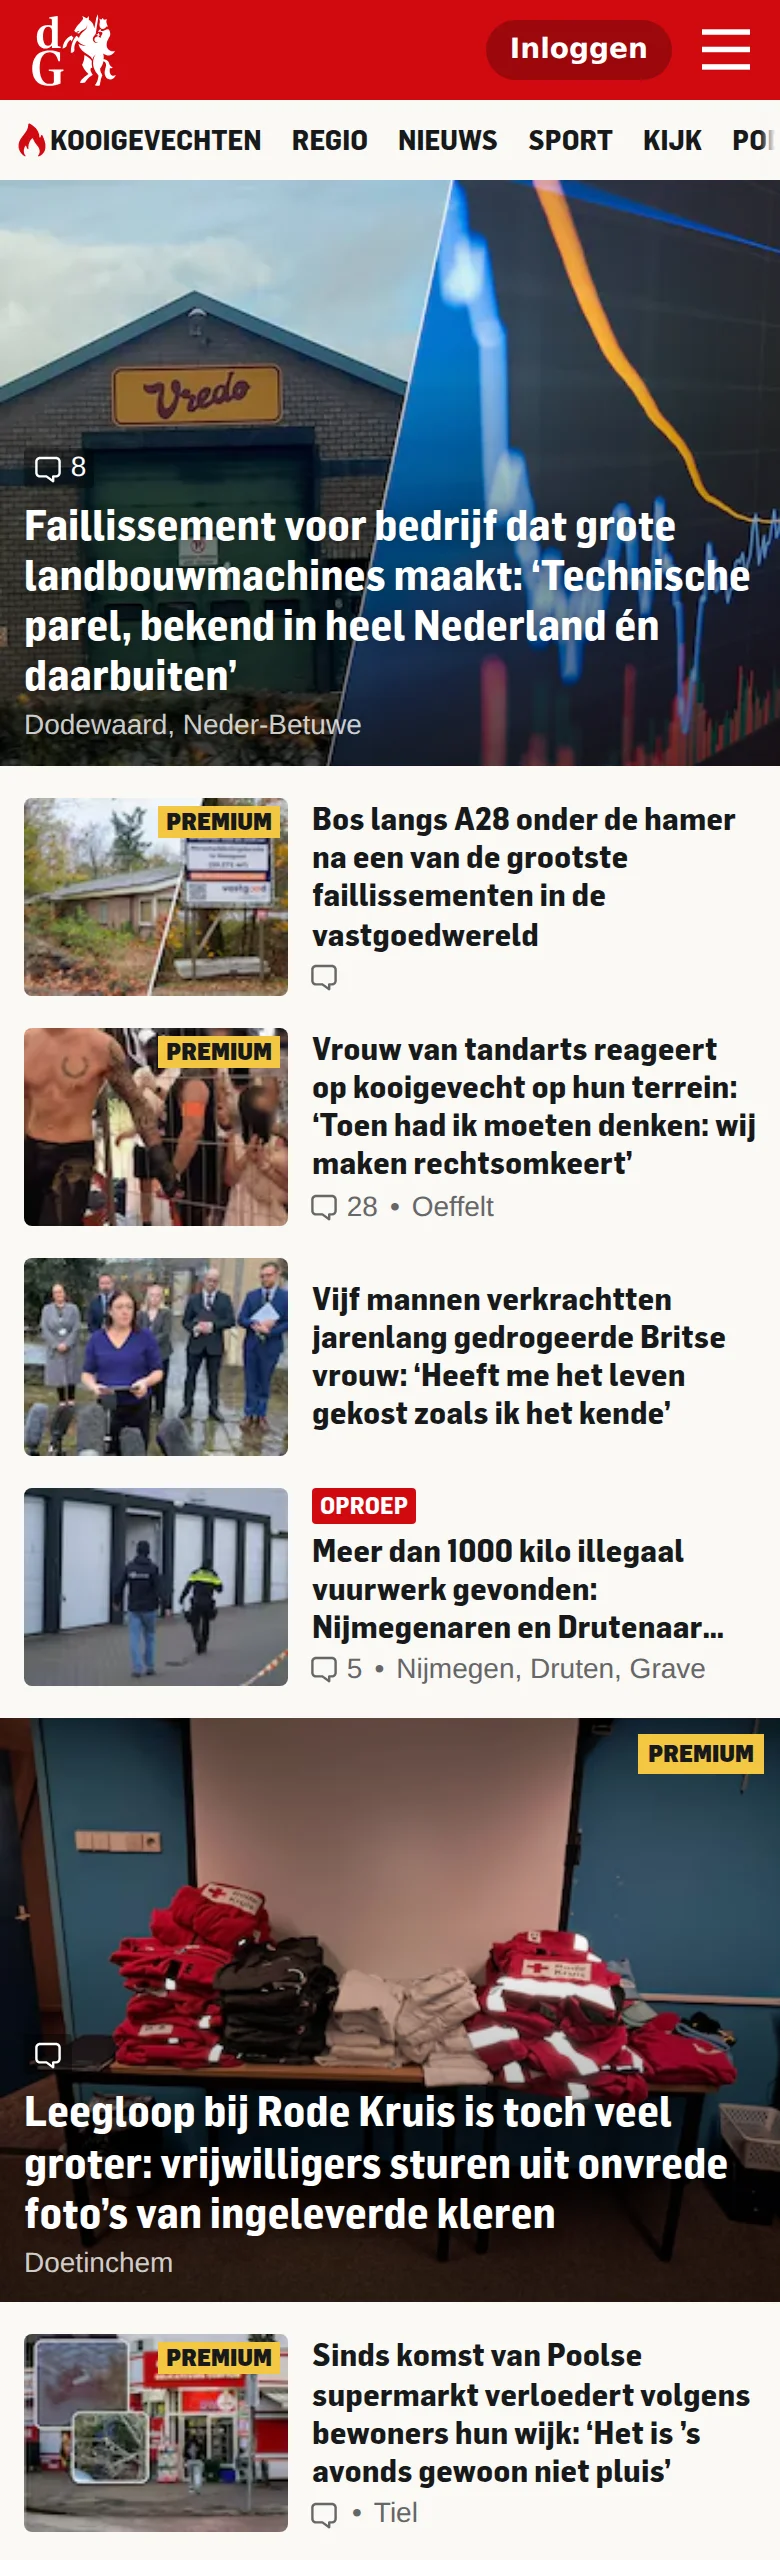 dG
Inloggen
KOOIGEVECHTEN REGIO NIEUWS SPORT KIJK
Vredo
8
Faillissement voor bedrijf dat grote
landbouwmachines maakt: ‘Technische
parel, bekend in heel Nederland én
daarbuiten’
Dodewaard, Neder-Betuwe
PREMIUM
Bos langs A28 onder de hamer
na een van de grootste
faillissementen in de
vastgoedwereld
PREMIUM
Vrouw van tandarts reageert
op kooigevecht op hun terrein:
‘Toen had ik moeten denken: wij
maken rechtsomkeert’
28 • Oeffelt
Vijf mannen verkrachtten
jarenlang gedrogeerde Britse
vrouw: ‘Heeft me het leven
gekost zoals ik het kende’
OPROEP
Meer dan 1000 kilo illegaal
vuurwerk gevonden:
Nijmegenaren en Drutenaar...
5 • Nijmegen, Druten, Grave
PREMIUM
Leegloop bij Rode Kruis is toch veel
groter: vrijwilligers sturen uit onvrede
foto’s van ingeleverde kleren
Doetinchem
PREMIUM
Sinds komst van Poolse
supermarkt verloedert volgens
bewoners hun wijk: ‘Het is ’s
avonds gewoon niet pluis’
• Tiel